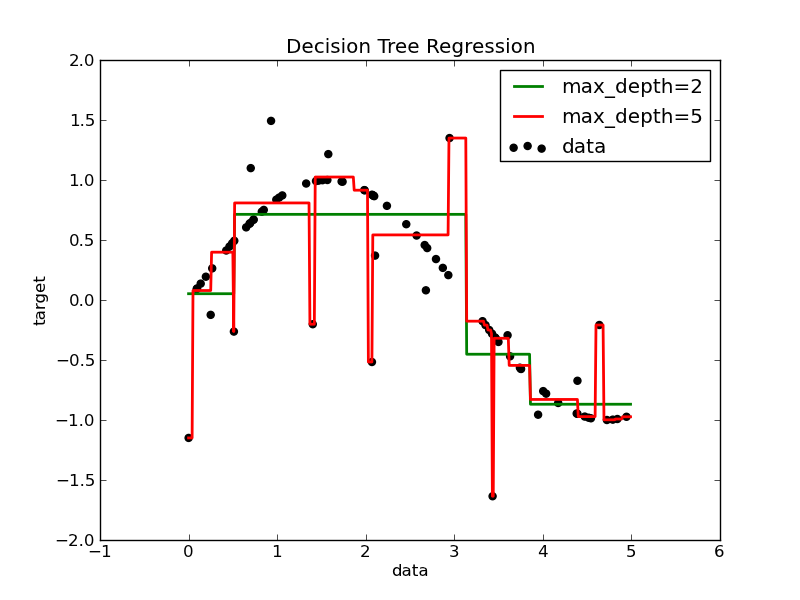 Decision Tree Regression
2.0
1.5
1.0
0.5
0.0
−0.5
−1.0
−1.5
−2.0
target
max_depth=2
max_depth=5
data
−1 0 1 2 3 4 5 6
data